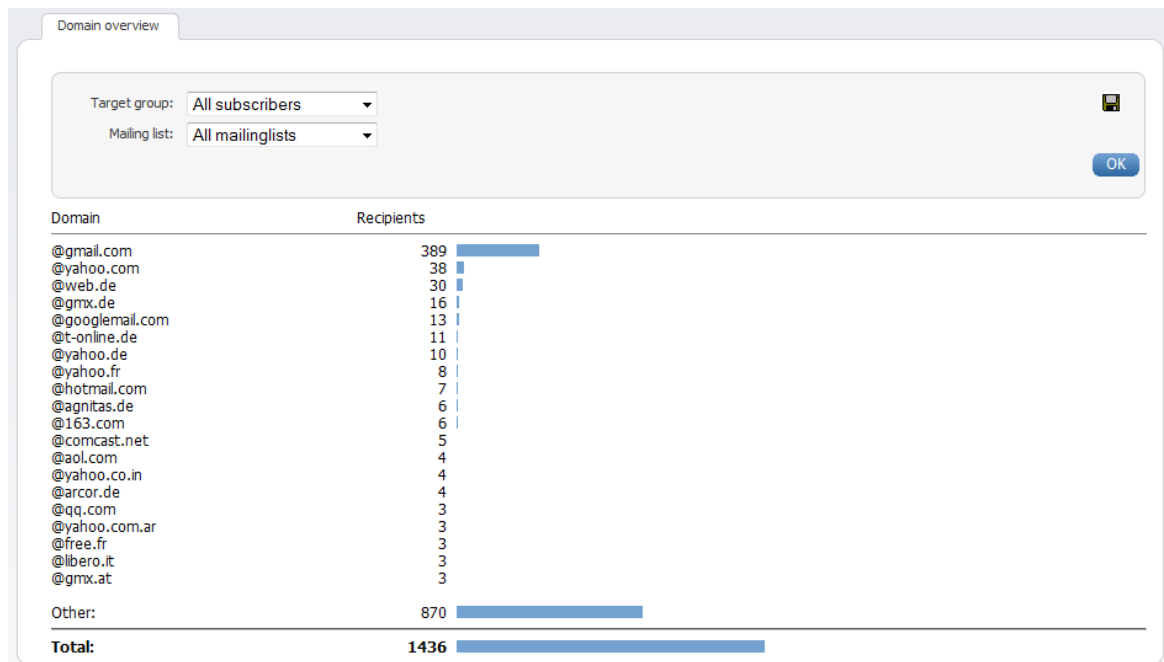 Domain overview
Target group: All subscribers
Mailing list: All mailinglists
OK
Domain Recipients
@gmail.com 389
@yahoo.com 38
@web.de 30
@gmx.de 16
@googlemail.com 13
@t-online.de 11
@yahoo.de 10
@yahoo.fr 8
@hotmail.com 7
@agnitas.de 6
@163.com 6
@comcast.net 5
@aol.com 4
@yahoo.co.in 4
@arcor.de 4
@qq.com 3
@yahoo.com.ar 3
@free.fr 3
@libero.it 3
@gmx.at 3
Other: 870
Total: 1436